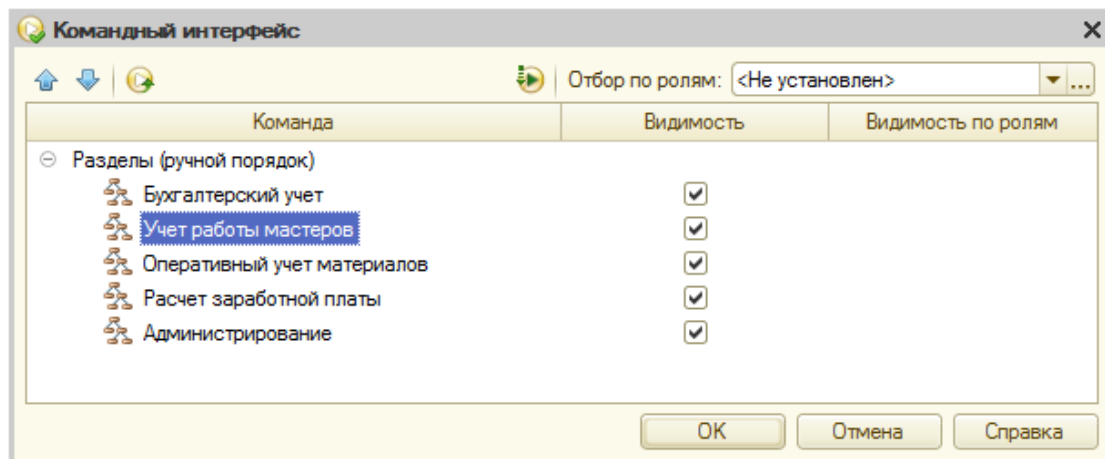 Командный интерфейс
Отбор по ролям: <Не установлен>
Команда Видимость Видимость по ролям
Разделы (ручной порядок)
Бухгалтерский учет
Учет работы мастеров
Оперативный учет материалов
Расчет заработной платы
Администрирование
ОК Отмена Справка